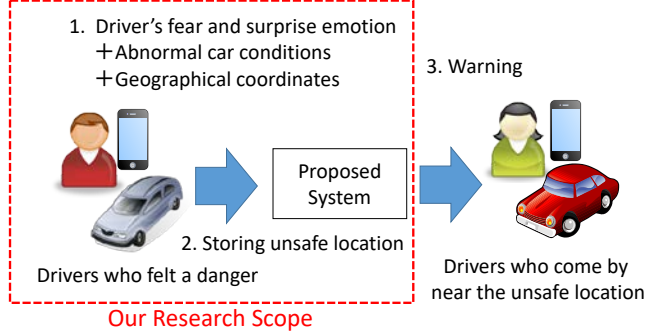 1. Driver's fear and surprise emotion
+Abnormal car conditions
+Geographical coordinates
3. Warning
Proposed
System
2. Storing unsafe location
Drivers who felt a danger
Drivers who come by
near the unsafe location
Our Research Scope